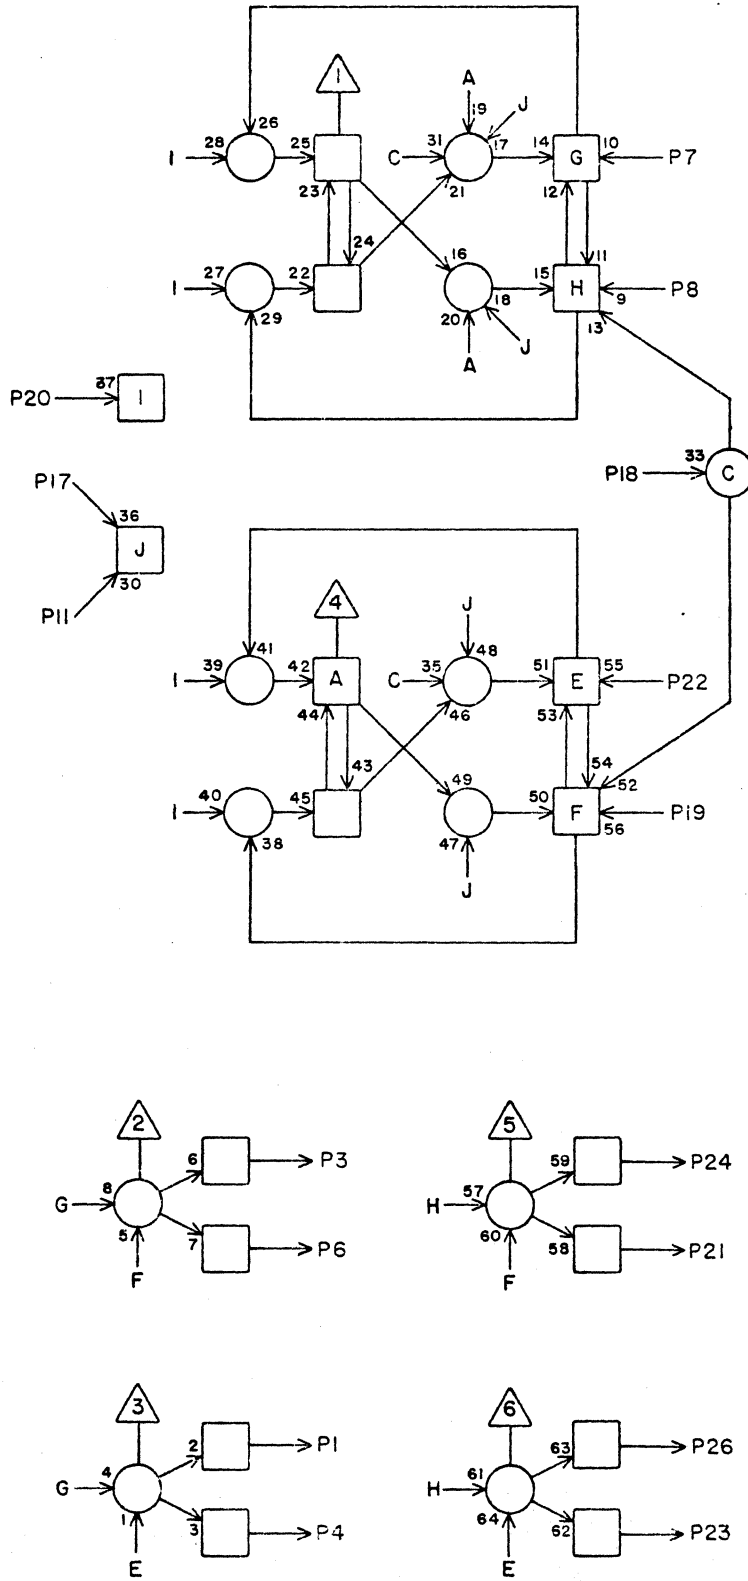 1
A
26 19 J
I 28 25 C 31 17 14 G 10 P7
23 21 12
24 16 11
I 27 22 15 H P8
29 20 18 9
13
A J
P20 37 I
33
P18 C
P17
36
J
30
P11
4 J
41 48
I 39 42 A C 35 51 E 55 P22
44 46 53
43 49 54
52
I 40 45 50 F P19
38 47 56
J
2 5
6 P3 59 P24
8 57
G H
5 7 60 58
P6 P21
F F
3 6
2 P1 63 P26
4 61
G H
1 3 64 62
P4 P23
E E